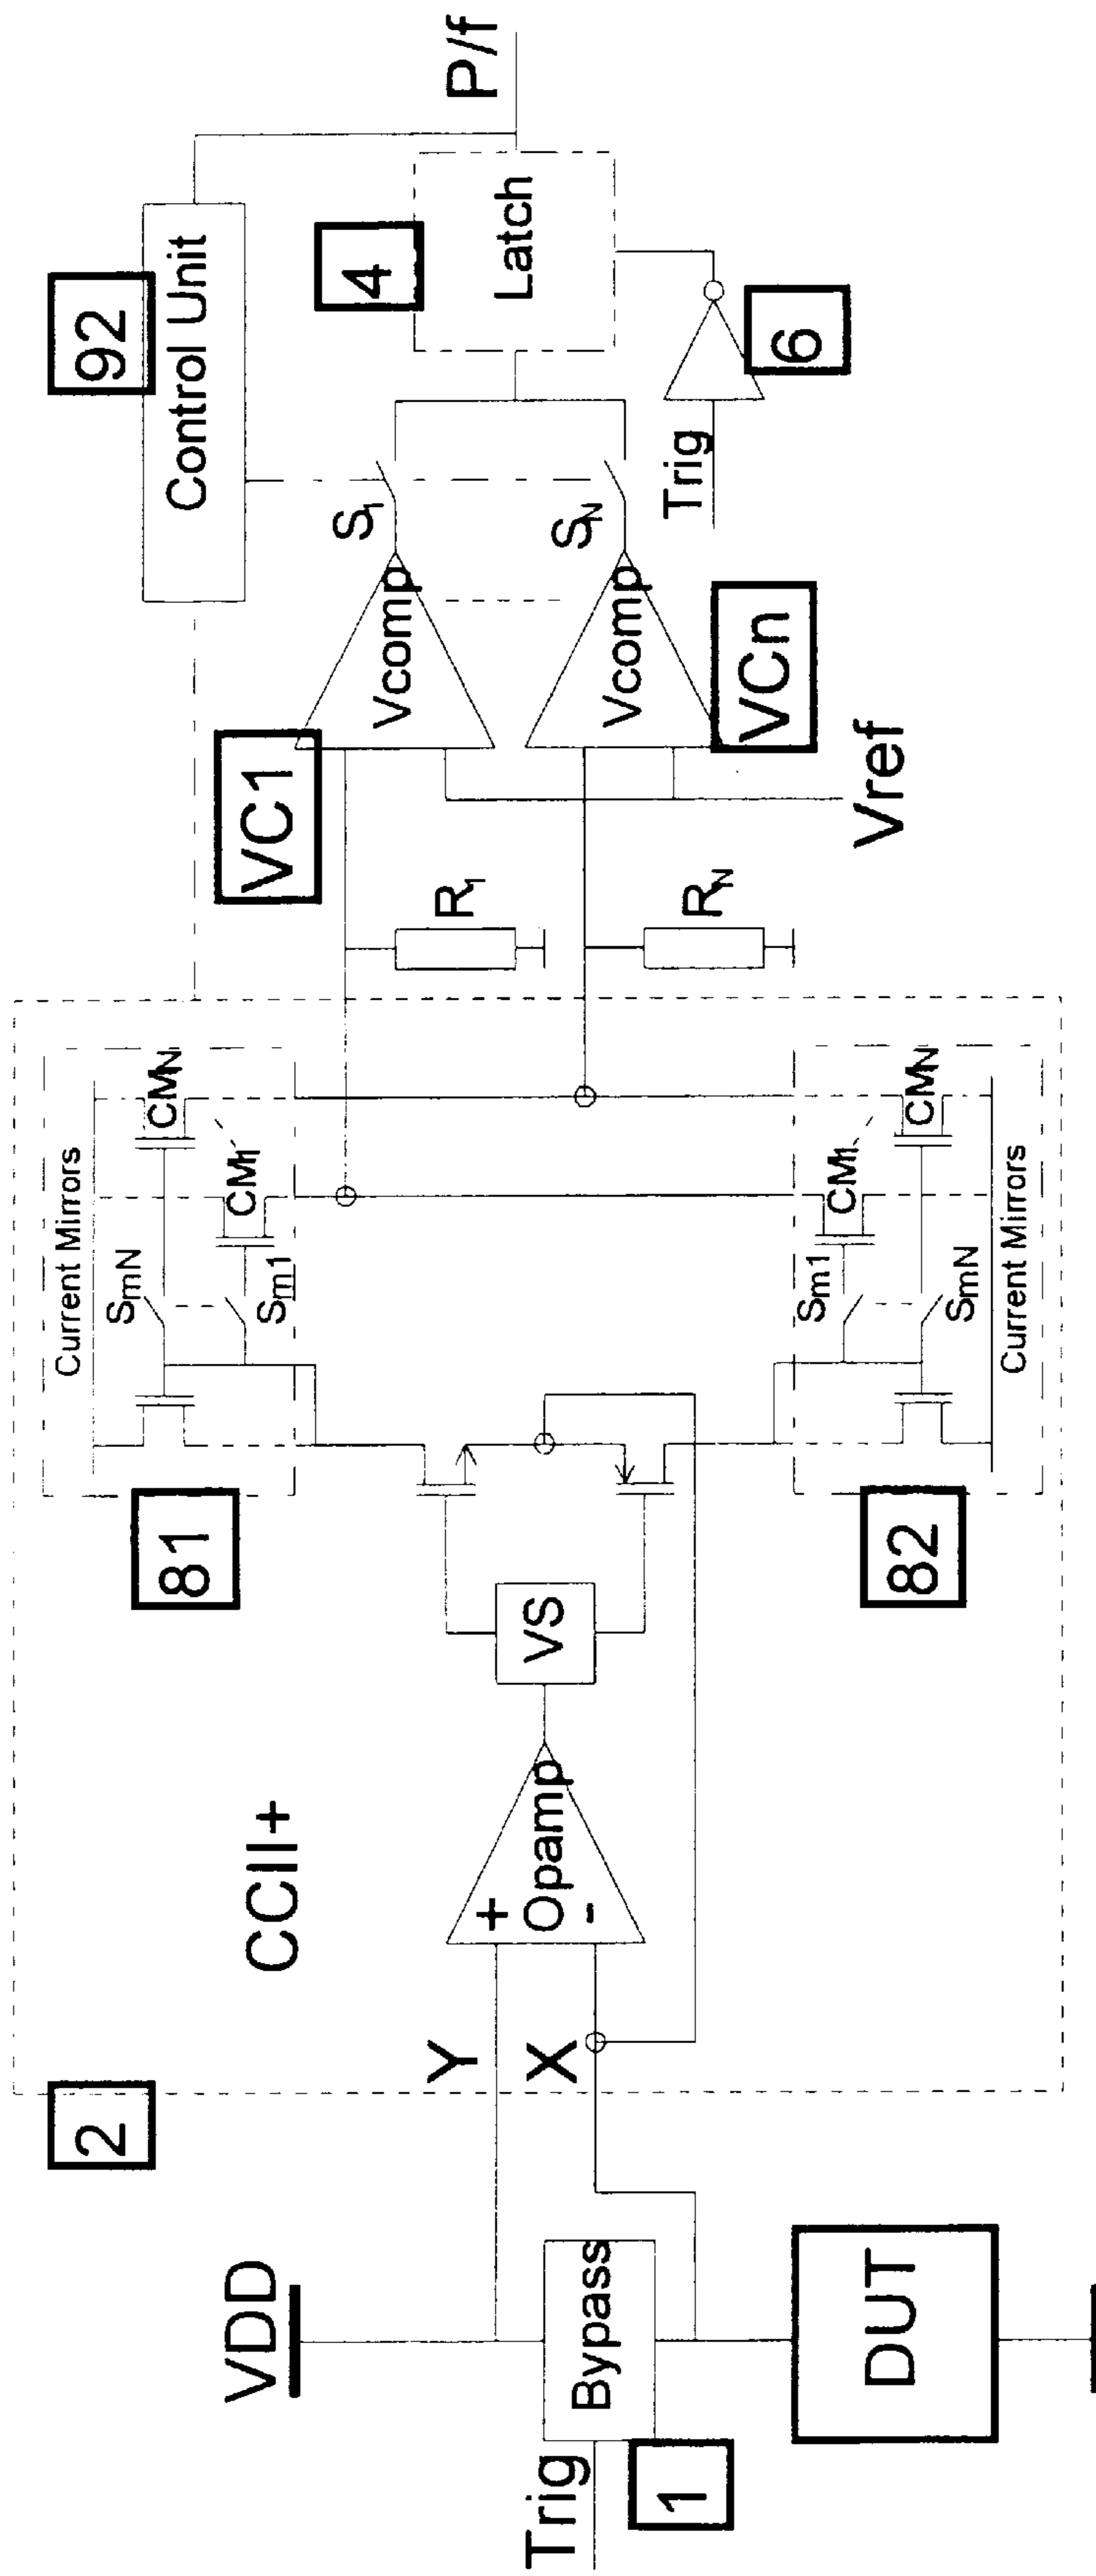 VDD
Trig
Bypass
1
DUT
2
CCII+
Y
X
+
Opamp
-
VS
81
Current Mirrors
SmN
Sm1
CMN
CM1
82
Current Mirrors
Sm1
SmN
CM1
CMN
R1
RN
VC1
Vcomp
Vcomp
VCn
Vref
S1
SN
92
Control Unit
4
Latch
Trig
6
P/f